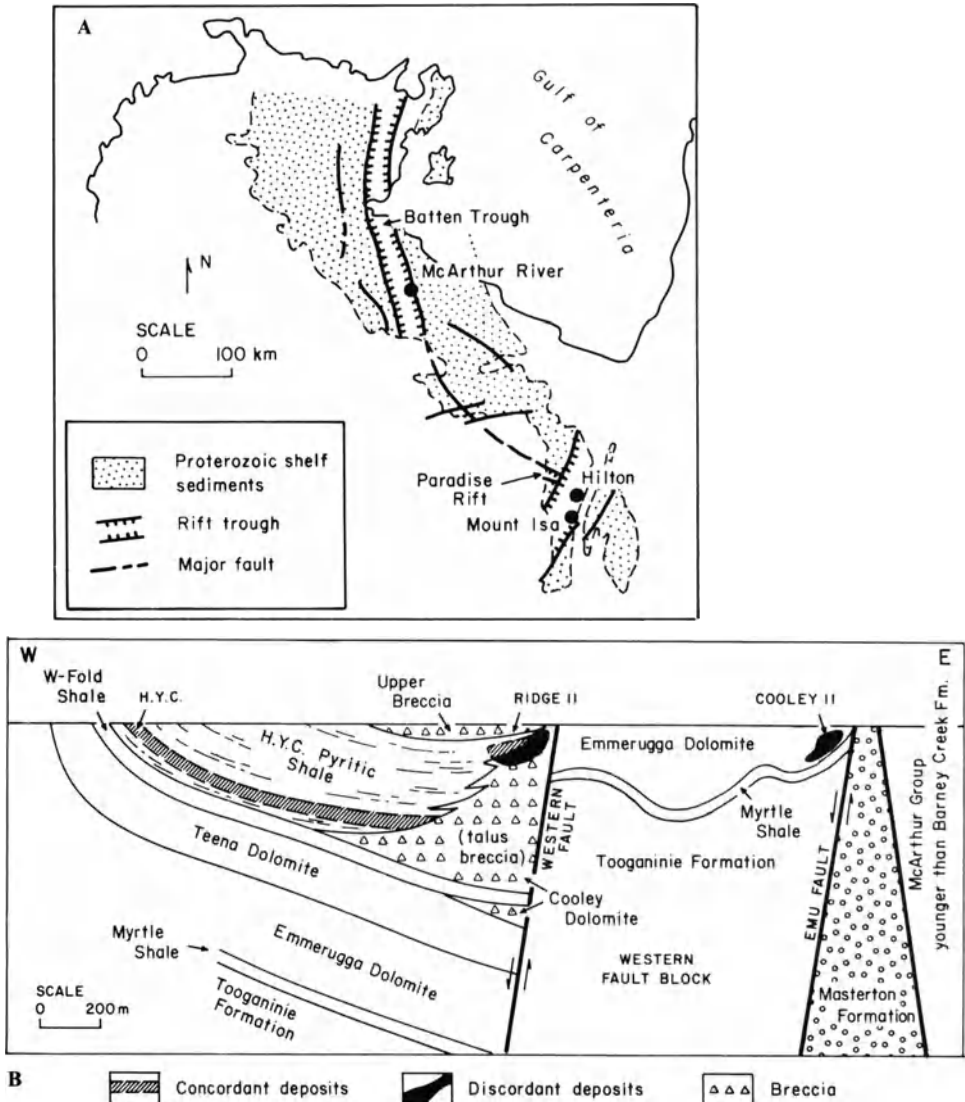 A
Gulf of
Carpenteria
Batten Trough
McArthur River
N
SCALE
0 100 km
Paradise
Rift
Hilton
Mount Isa
Proterozoic shelf
sediments
Rift trough
Major fault
W
E
W-Fold
Shale
H.Y.C.
Upper
Breccia
RIDGE II
COOLEY II
H.Y.C. Pyritic
Shale
Emmerugga Dolomite
Myrtle
Shale
Teena Dolomite
(talus
breccia)
WESTERN
FAULT
Tooganinie Formation
Cooley
Dolomite
EMU FAULT
McArthur Group
younger than Barney Creek Fm.
Myrtle
Shale
Emmerugga Dolomite
Tooganinie
Formation
WESTERN
FAULT BLOCK
Masterton
Formation
SCALE
0 200m
B
Concordant deposits
Discordant deposits
Breccia